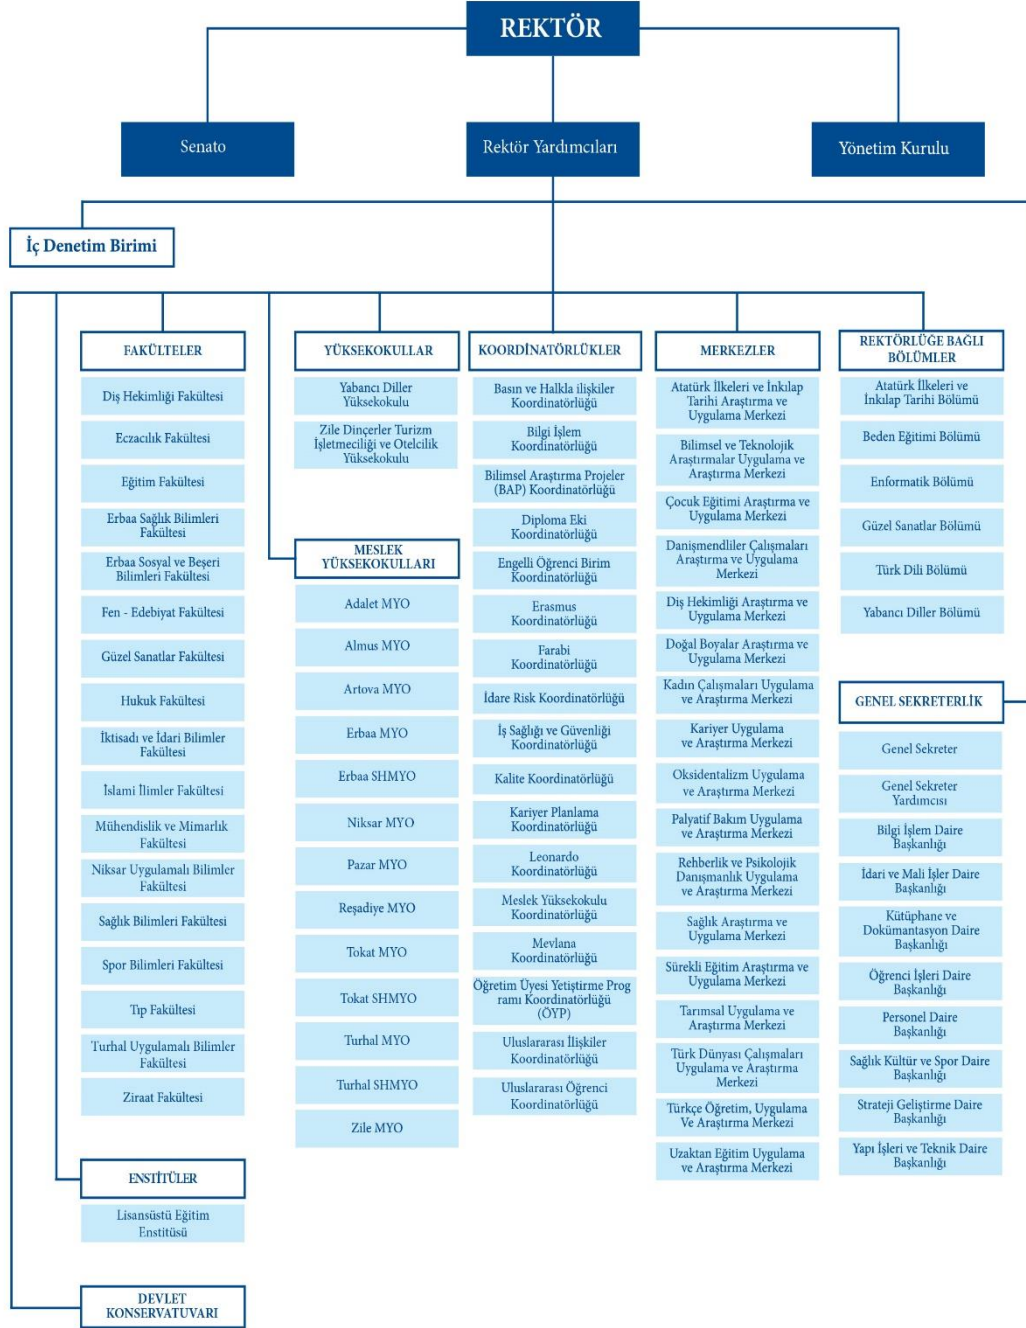 REKTÖR
Senato
Rektör Yardımcıları
Yönetim Kurulu
İç Denetim Birimi
FAKÜLTELER
Diş Hekimliği Fakültesi
Eczacılık Fakültesi
Eğitim Fakültesi
Erbaa Sağlık Bilimleri
Fakültesi
Erbaa Sosyal ve Beşeri
Bilimleri Fakültesi
Fen - Edebiyat Fakültesi
Güzel Sanatlar Fakültesi
Hukuk Fakültesi
İktisadı ve İdari Bilimler
Fakültesi
İslami İlimler Fakültesi
Mühendislik ve Mimarlık
Fakültesi
Niksar Uygulamalı Bilimler
Fakültesi
Sağlık Bilimleri Fakültesi
Spor Bilimleri Fakültesi
Tıp Fakültesi
Turhal Uygulamalı Bilimler
Fakültesi
Ziraat Fakültesi
ENSTİTÜLER
Lisansüstü Eğitim
Enstitüsü
DEVLET
KONSERVATUVARI
YÜKSEKOKULLAR
Yabancı Diller
Yüksekokulu
Zile Dinçerler Turizm
İşletmeciliği ve Otelcilik
Yüksekokulu
MESLEK
YÜKSEKOKULLARI
Adalet MYO
Almus MYO
Artova MYO
Erbaa MYO
Erbaa SHMYO
Niksar MYO
Pazar MYO
Reşadiye MYO
Tokat MYO
Tokat SHMYO
Turhal MYO
Turhal SHMYO
Zile MYO
KOORDİNATÖRLÜKLER
Basın ve Halkla ilişkiler
Koordinatörlüğü
Bilgi İşlem
Koordinatörlüğü
Bilimsel Araştırma Projeler
(BAP) Koordinatörlüğü
Diploma Eki
Koordinatörlüğü
Engelli Öğrenci Birim
Koordinatörlüğü
Erasmus
Koordinatörlüğü
Farabi
Koordinatörlüğü
İdare Risk Koordinatörlüğü
İş Sağlığı ve Güvenliği
Koordinatörlüğü
Kalite Koordinatörlüğü
Kariyer Planlama
Koordinatörlüğü
Leonardo
Koordinatörlüğü
Meslek Yüksekokulu
Koordinatörlüğü
Mevlana
Koordinatörlüğü
Öğretim Üyesi Yetiştirme Prog
ramı Koordinatörlüğü
(ÖYP)
Uluslararası İlişkiler
Koordinatörlüğü
Uluslararası Öğrenci
Koordinatörlüğü
MERKEZLER
Atatürk İlkeleri ve İnkılap
Tarihi Araştırma ve
Uygulama Merkezi
Bilimsel ve Teknolojik
Araştırmalar Uygulama ve
Araştırma Merkezi
Çocuk Eğitimi Araştırma ve
Uygulama Merkezi
Danişmendliler Çalışmaları
Araştırma ve Uygulama
Merkezi
Diş Hekimliği Araştırma ve
Uygulama Merkezi
Doğal Boyalar Araştırma ve
Uygulama Merkezi
Kadın Çalışmaları Uygulama
ve Araştırma Merkezi
Kariyer Uygulama
ve Araştırma Merkezi
Oksidentalizm Uygulama
ve Araştırma Merkezi
Palyatif Bakım Uygulama
ve Araştırma Merkezi
Rehberlik ve Psikolojik
Danışmanlık Uygulama
ve Araştırma Merkezi
Sağlık Araştırma ve
Uygulama Merkezi
Sürekli Eğitim Araştırma ve
Uygulama Merkezi
Tarımsal Uygulama ve
Araştırma Merkezi
Türk Dünyası Çalışmaları
Uygulama ve Araştırma
Merkezi
Türkçe Öğretim, Uygulama
Ve Araştırma Merkezi
Uzaktan Eğitim Uygulama
ve Araştırma Merkezi
REKTÖRLÜĞE BAĞLI
BÖLÜMLER
Atatürk İlkeleri ve
İnkılap Tarihi Bölümü
Beden Eğitimi Bölümü
Enformatik Bölümü
Güzel Sanatlar Bölümü
Türk Dili Bölümü
Yabancı Diller Bölümü
GENEL SEKRETERLİK
Genel Sekreter
Genel Sekreter
Yardımcısı
Bilgi İşlem Daire
Başkanlığı
İdari ve Mali İşler Daire
Başkanlığı
Kütüphane ve
Dokümantasyon Daire
Başkanlığı
Öğrenci İşleri Daire
Başkanlığı
Personel Daire
Başkanlığı
Sağlık Kültür ve Spor Daire
Başkanlığı
Strateji Geliştirme Daire
Başkanlığı
Yapı İşleri ve Teknik Daire
Başkanlığı